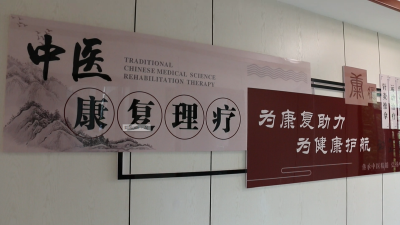 中医
TRADITIONAL
CHINESE MEDICAL SCIENCE
REHABILITATION THERAPY
康复理疗
为康复助力
为健康护航
康